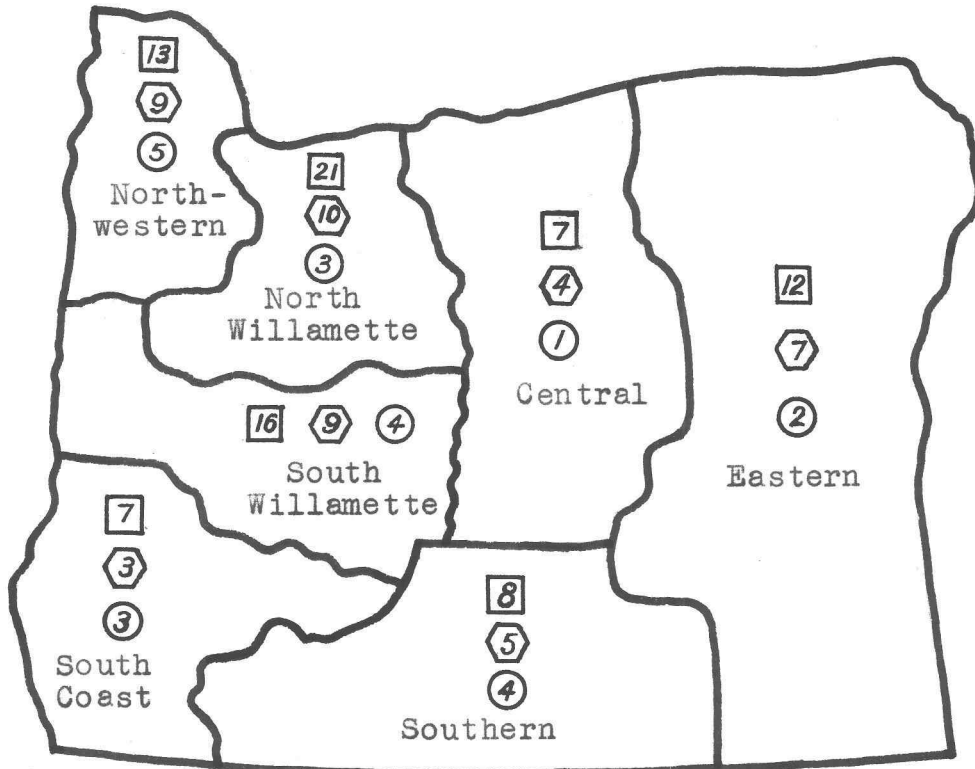 13
9
5
North-
western
21
10
3
North
Willamette
7
4
1
Central
12
7
2
Eastern
16 9 4
South
Willamette
7
3
3
South
Coast
8
5
4
Southern